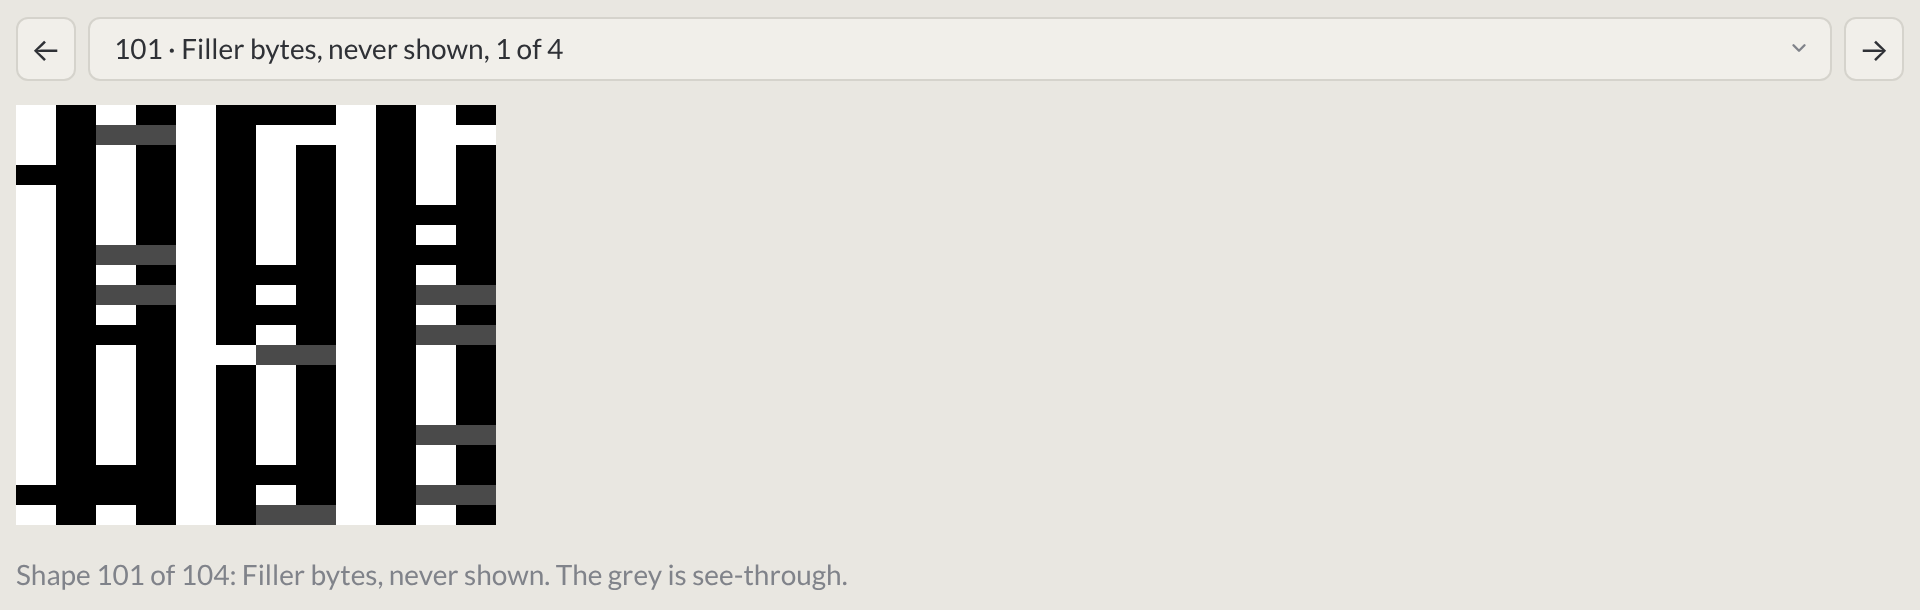 101 · Filler bytes, never shown, 1 of 4
Shape 101 of 104: Filler bytes, never shown. The grey is see-through.